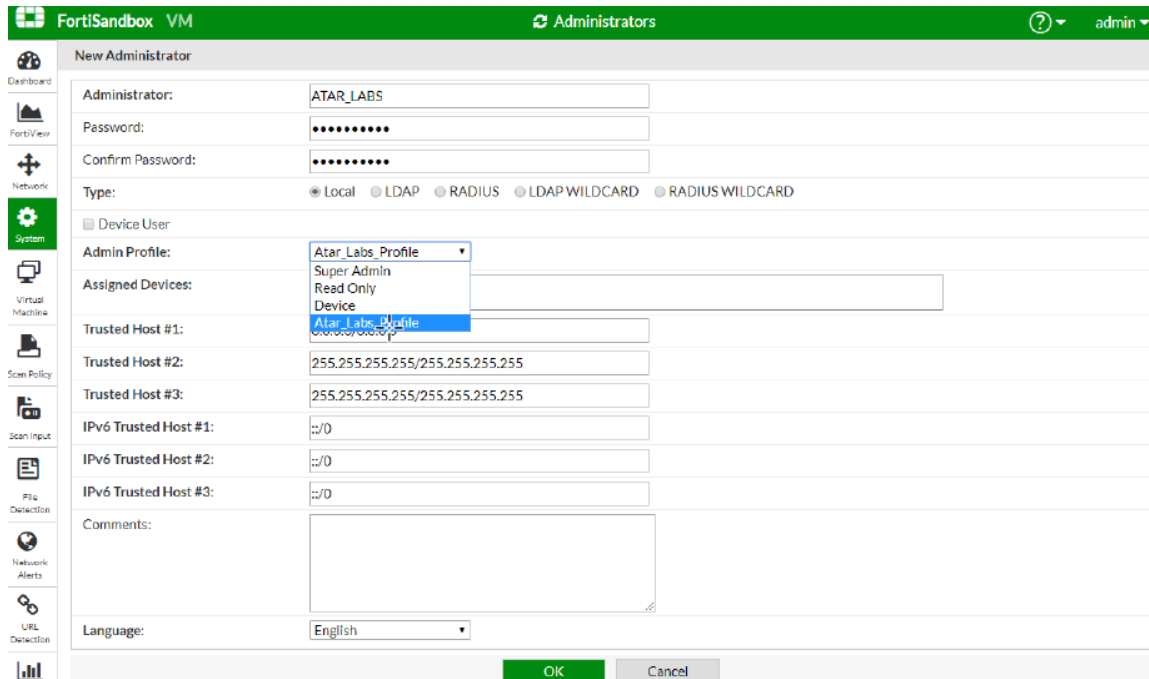 FortiSandbox VM Administrators admin
New Administrator
Dashboard
Administrator: ATAR_LABS
FortiView
Password: ••••••••••
Confirm Password: ••••••••••
Network
Type: Local LDAP RADIUS LDAP WILDCARD RADIUS WILDCARD
Device User
System
Admin Profile: Atar_Labs_Profile
Super Admin
Read Only
Device
Atar_Labs_Profile
Assigned Devices:
Virtual
Machine
Trusted Host #1:
Trusted Host #2: 255.255.255.255/255.255.255.255
Scan Policy
Trusted Host #3: 255.255.255.255/255.255.255.255
IPv6 Trusted Host #1: ::/0
Scan Input
IPv6 Trusted Host #2: ::/0
IPv6 Trusted Host #3: ::/0
File
Detection
Comments:
Network
Alerts
URL
Detection
Language: English
OK Cancel